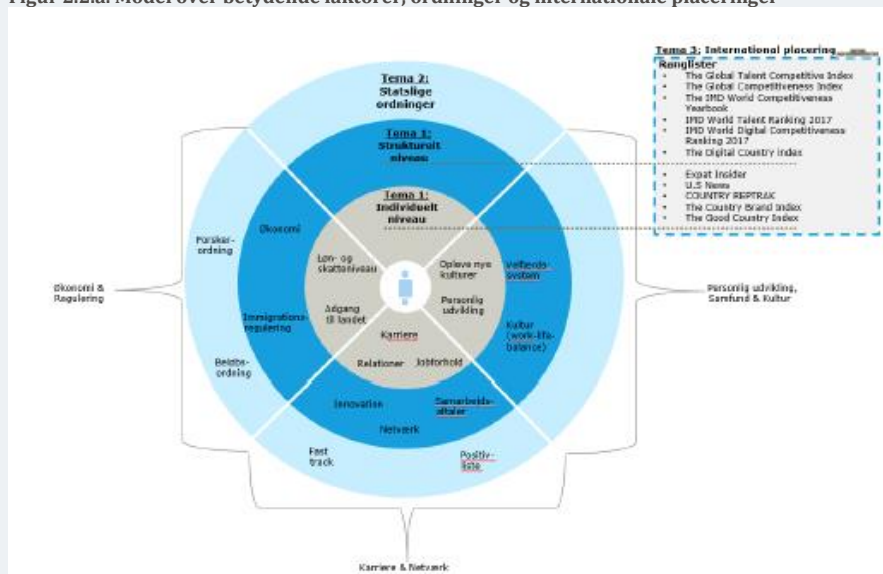 Figur 2.2.a. Model over betydende faktorer, ordninger og internationale placeringer
Tema 3: International placering
Ranglister
• The Global Talent Competitive Index
• The Global Competitiveness Index
• The IMD World Competitiveness
Yearbook
• IMD World Talent Ranking 2017
• IMD World Digital Competitiveness
Ranking 2017
• The Digital Country index
• Expat Insider
• U.S News
• COUNTRY REPTRAK
• The Country Brand Index
• The Good Country Index
Tema 2:
Statslige
ordninger
Tema 1:
Strukturelt
niveau
Tema 1:
Individuelt
niveau
Økonomi
Forsker-
ordning
Løn- og
skatteniveau
Opleve nye
kulturer
Velfærds-
system
Økonomi &
Regulering
Personlig udvikling,
Samfund & Kultur
Immigrations-
regulering
Adgang
til landet
Personlig
udvikling
Kultur
(work-life-
balance)
Karriere
Beløbs-
ordning
Relationer
Jobforhold
Innovation
Samarbejds-
aftaler
Netværk
Fast
track
Positiv-
liste
Karriere & Netværk